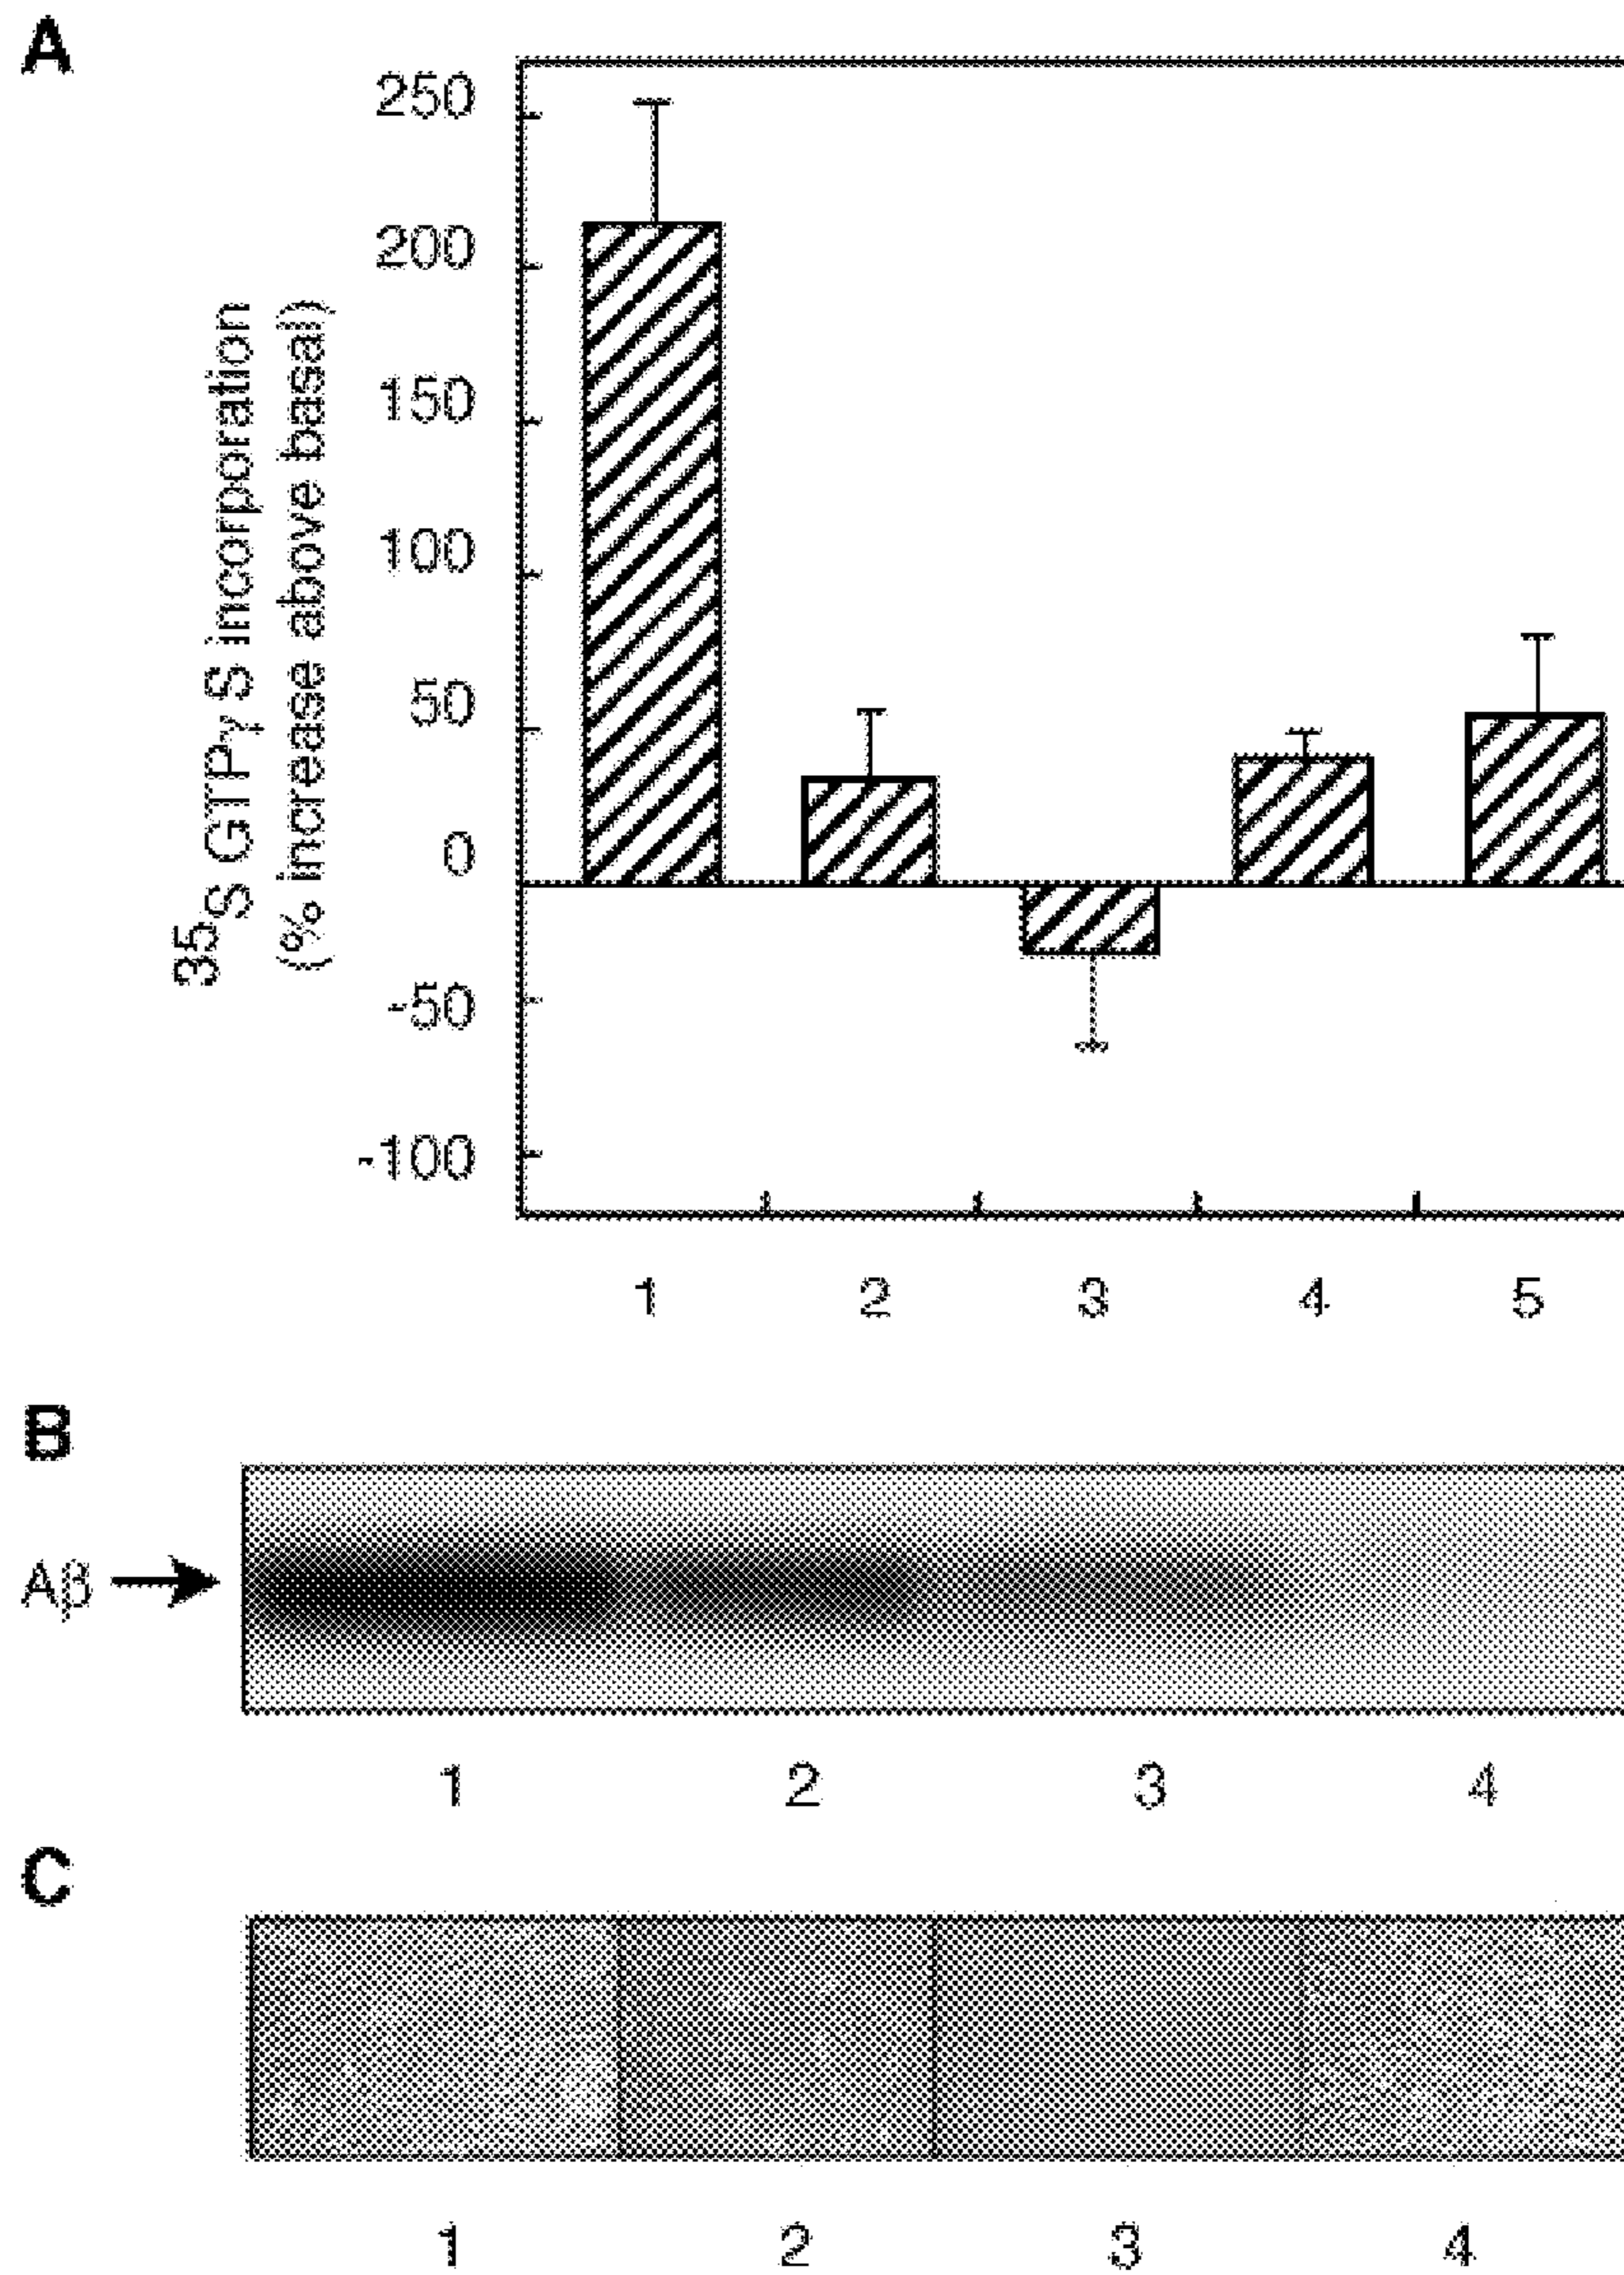 A
250
200
150
100
50
0
-50
-100
35S GTPγ S incorporation
(% increase above basal)
1 2 3 4 5
B
Aβ
1 2 3 4
C
1 2 3 4